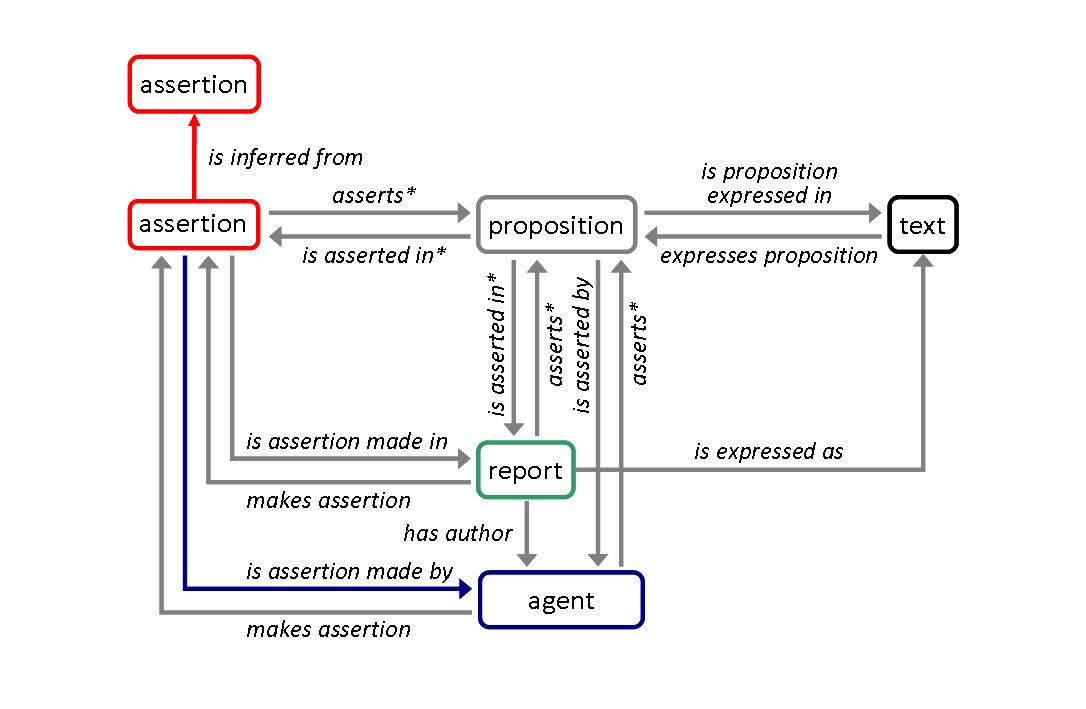 assertion
is inferred from
assertion
asserts*
is asserted in*
proposition
is proposition
expressed in
expresses proposition
text
is asserted in*
asserts*
is asserted by
asserts*
is assertion made in
makes assertion
report
is expressed as
has author
is assertion made by
makes assertion
agent